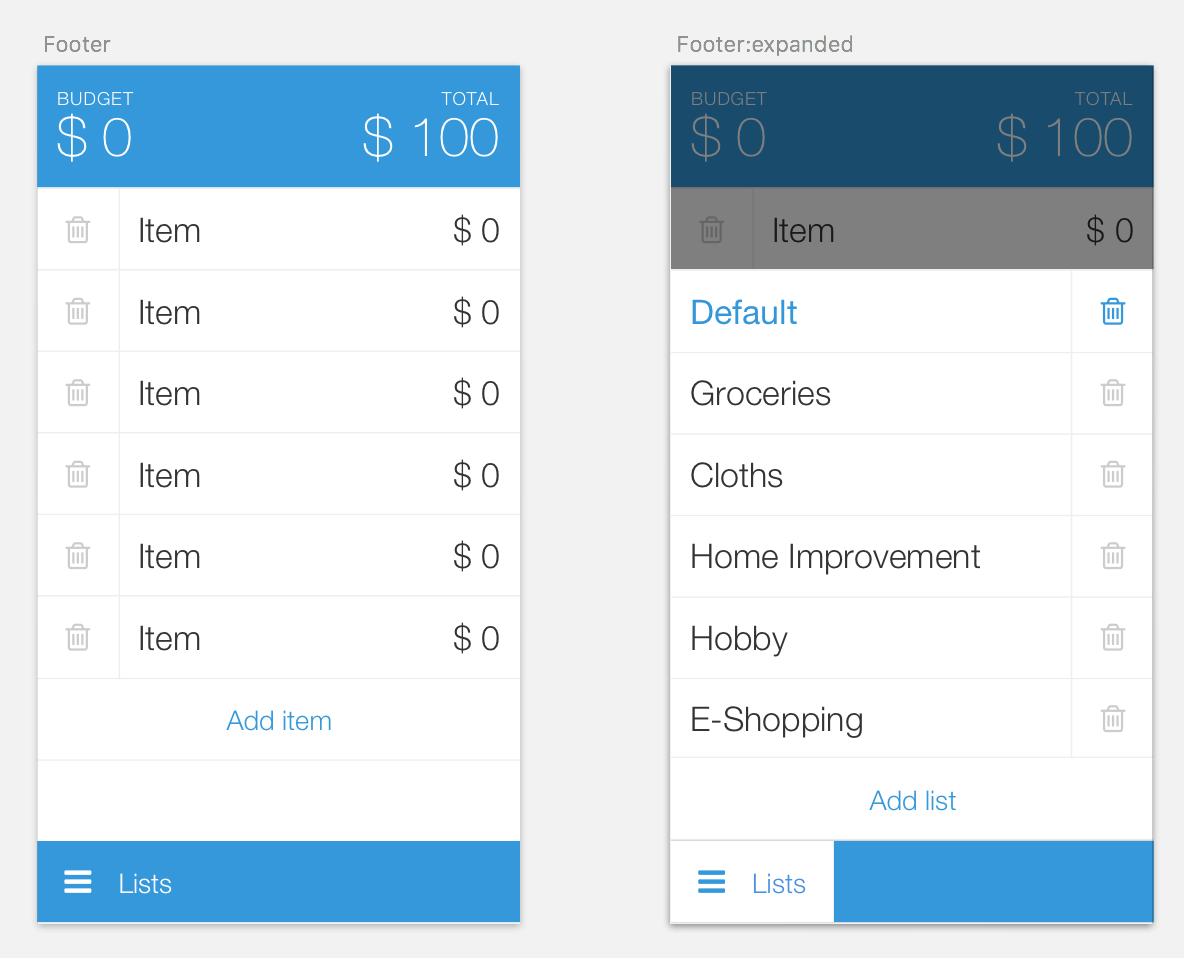 Footer
BUDGET TOTAL
$ 0 $ 100
Item $ 0
Item $ 0
Item $ 0
Item $ 0
Item $ 0
Item $ 0
Add item
Lists
Footer:expanded
BUDGET TOTAL
$ 0 $ 100
Item $ 0
Default
Groceries
Cloths
Home Improvement
Hobby
E-Shopping
Add list
Lists